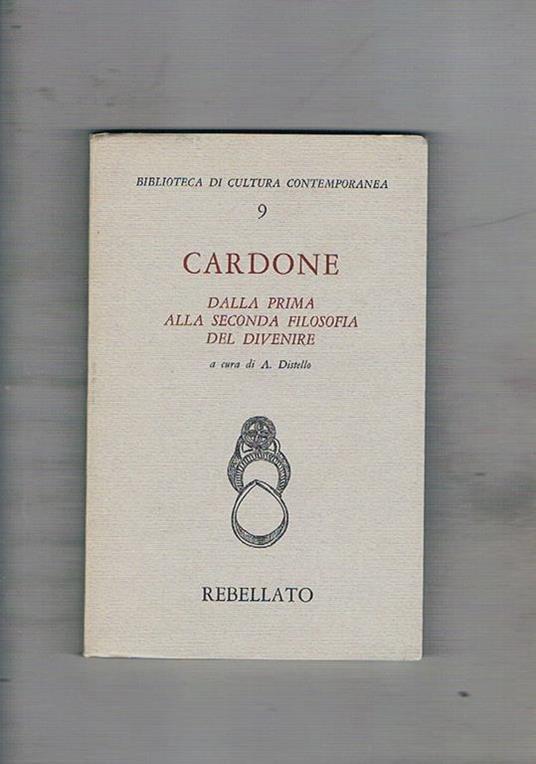 BIBLIOTECA DI CULTURA CONTEMPORANEA
9
CARDONE
DALLA PRIMA
ALLA SECONDA FILOSOFIA
DEL DIVENIRE
a cura di A. Distello
REBELLATO